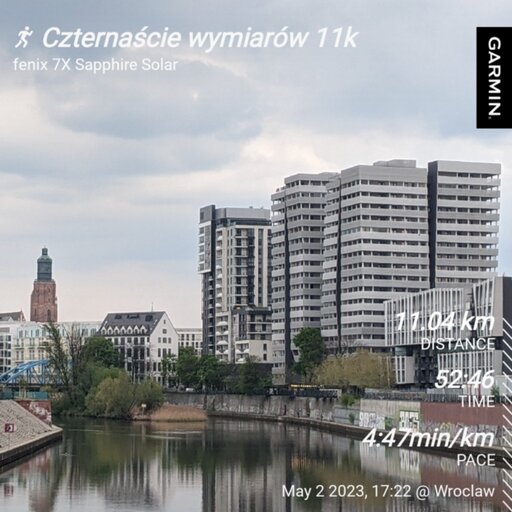 Czternaście wymiarów 11k
fenix 7X Sapphire Solar
GARMIN
11.04 km
DISTANCE
52:46
TIME
4:47min/km
PACE
May 2 2023, 17:22 @ Wroclaw